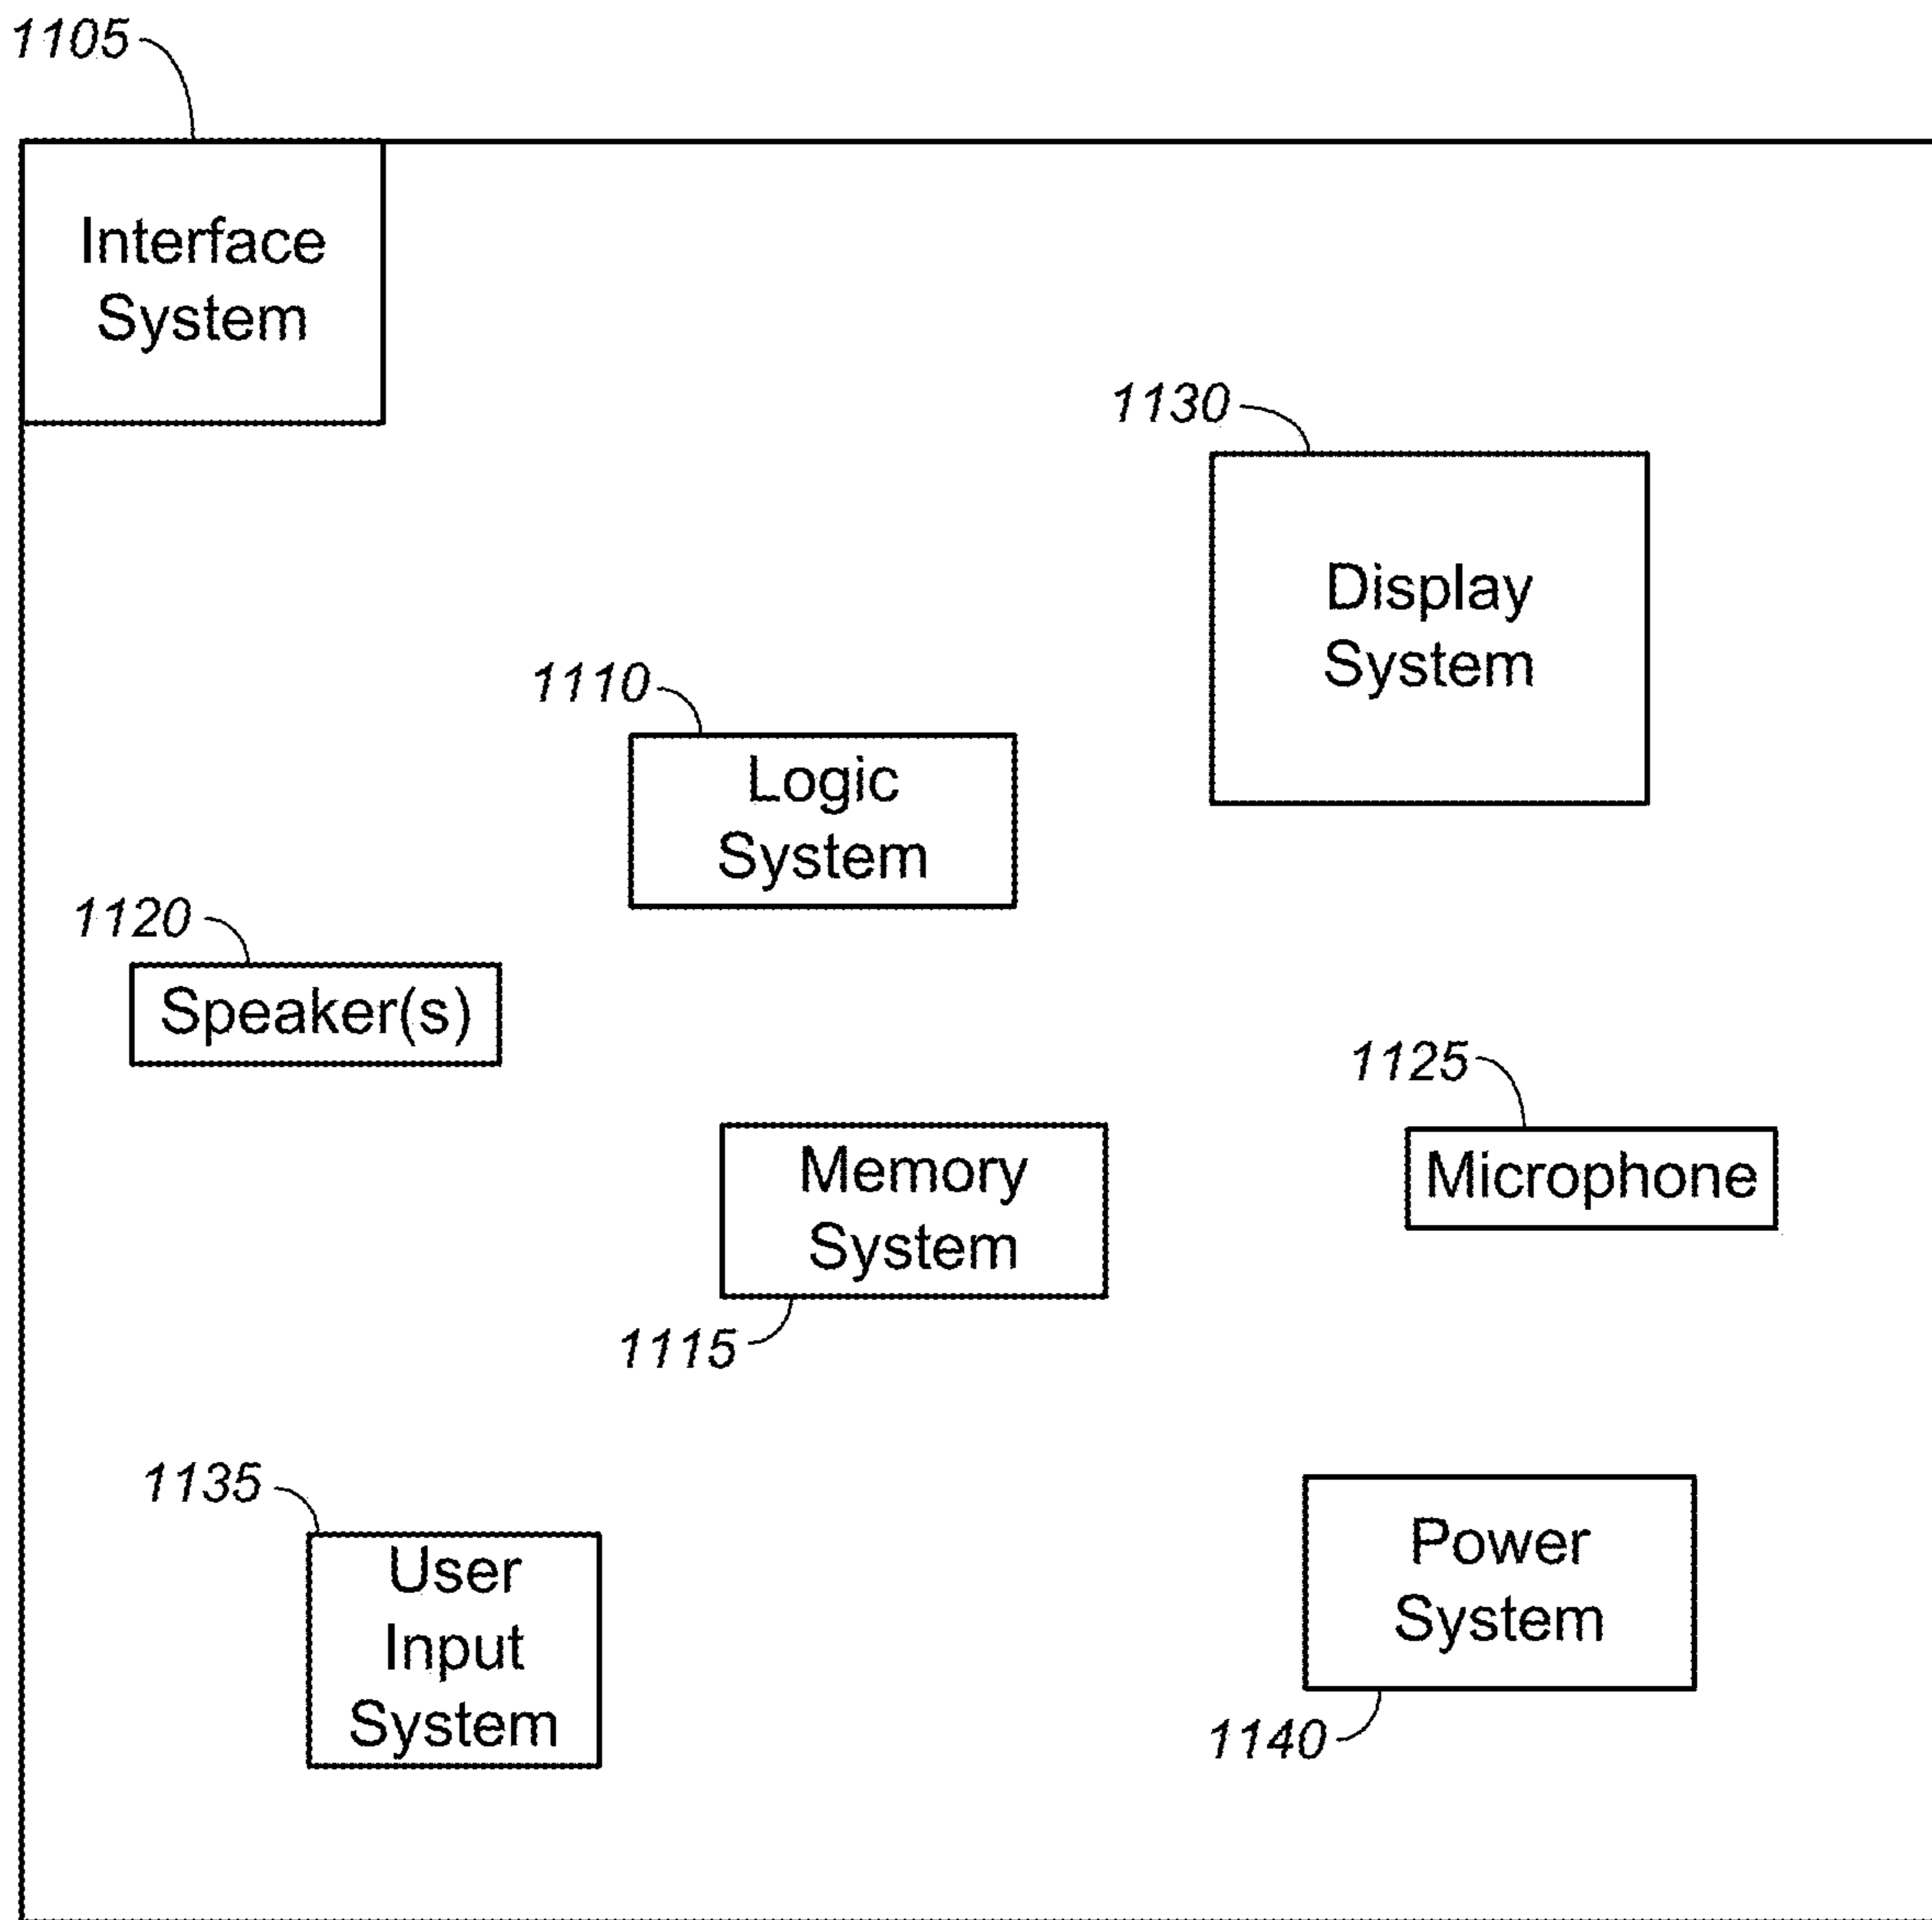 1105
Interface
System
1130
Display
System
1110
Logic
System
1120
Speaker(s)
1125
Microphone
Memory
System
1115
1135
User
Input
System
Power
System
1140